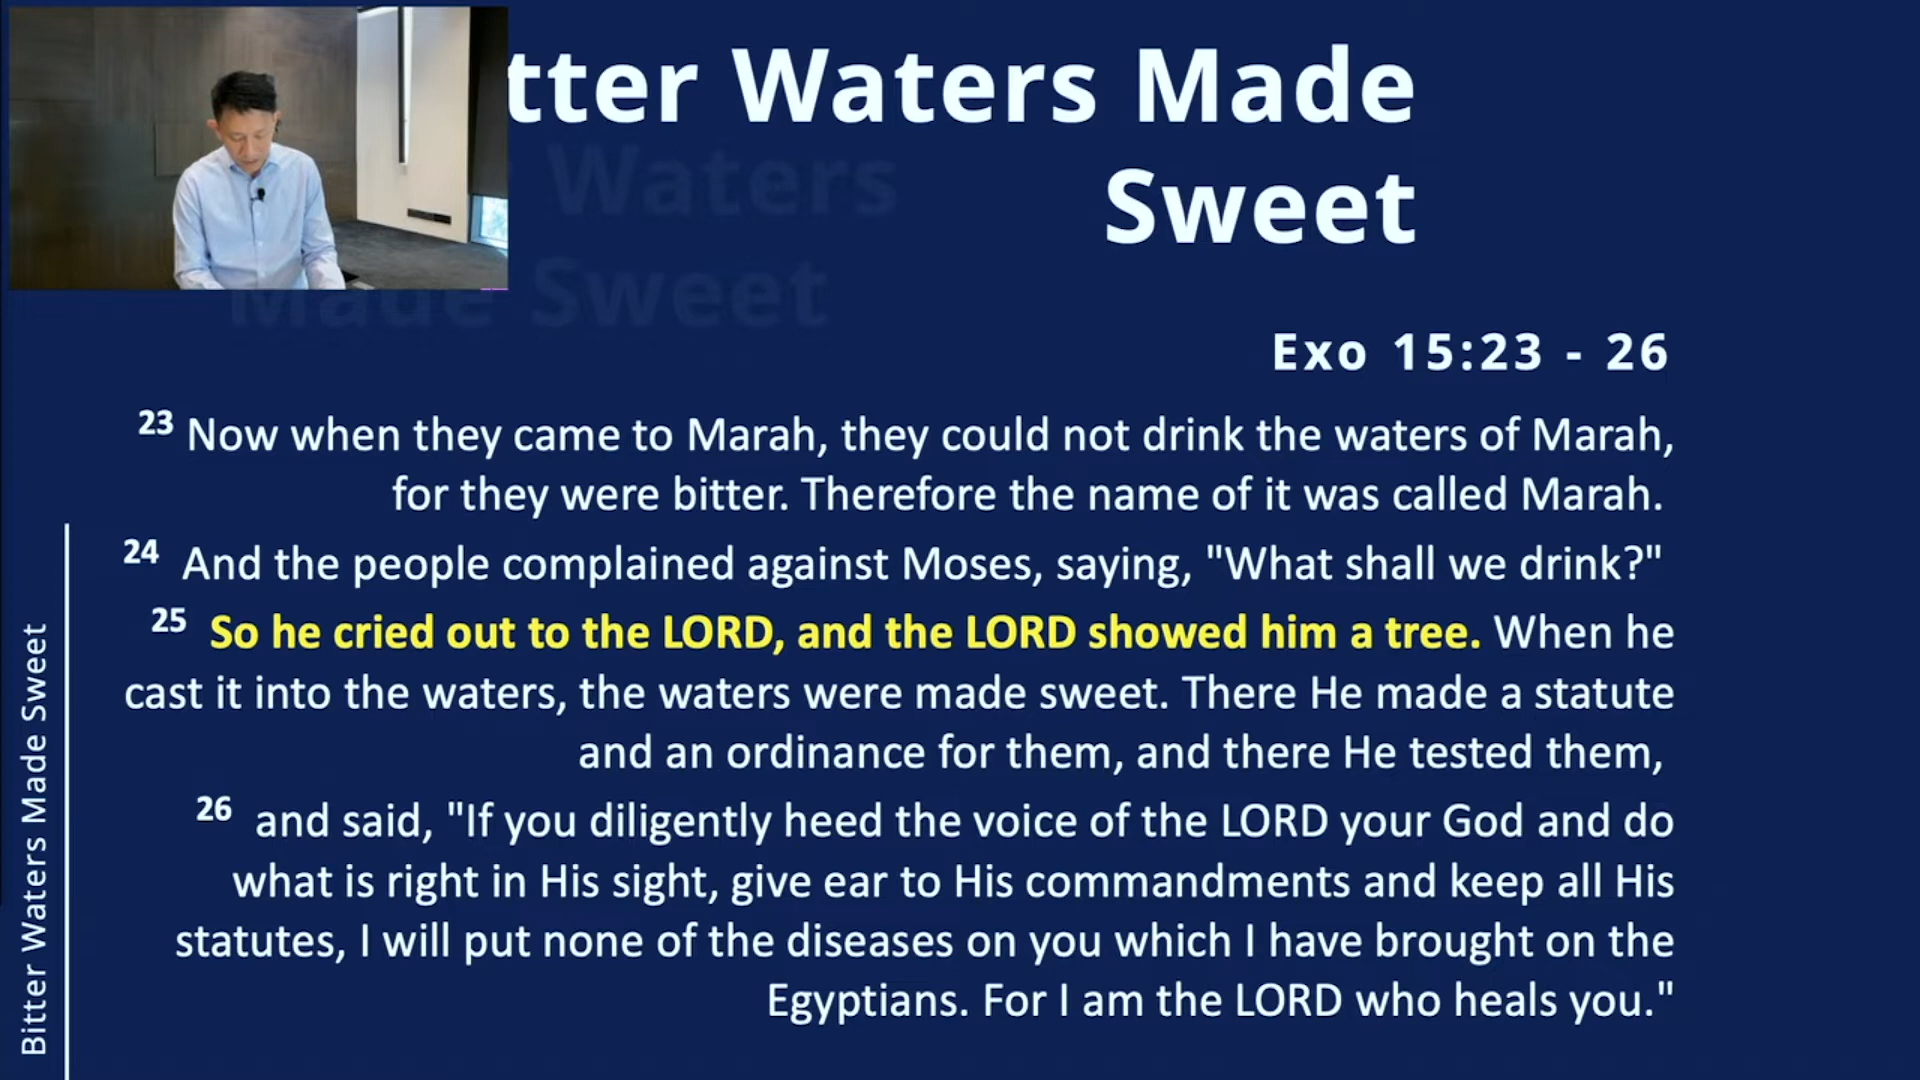 tter Waters Made
Sweet
Waters
Made Sweet
Exo 15:23 - 26
23 Now when they came to Marah, they could not drink the waters of Marah,
for they were bitter. Therefore the name of it was called Marah.
24 And the people complained against Moses, saying, "What shall we drink?"
25 So he cried out to the LORD, and the LORD showed him a tree. When he
cast it into the waters, the waters were made sweet. There He made a statute
and an ordinance for them, and there He tested them,
26 and said, "If you diligently heed the voice of the LORD your God and do
what is right in His sight, give ear to His commandments and keep all His
statutes, I will put none of the diseases on you which I have brought on the
Egyptians. For I am the LORD who heals you."
Bitter Waters Made Sweet